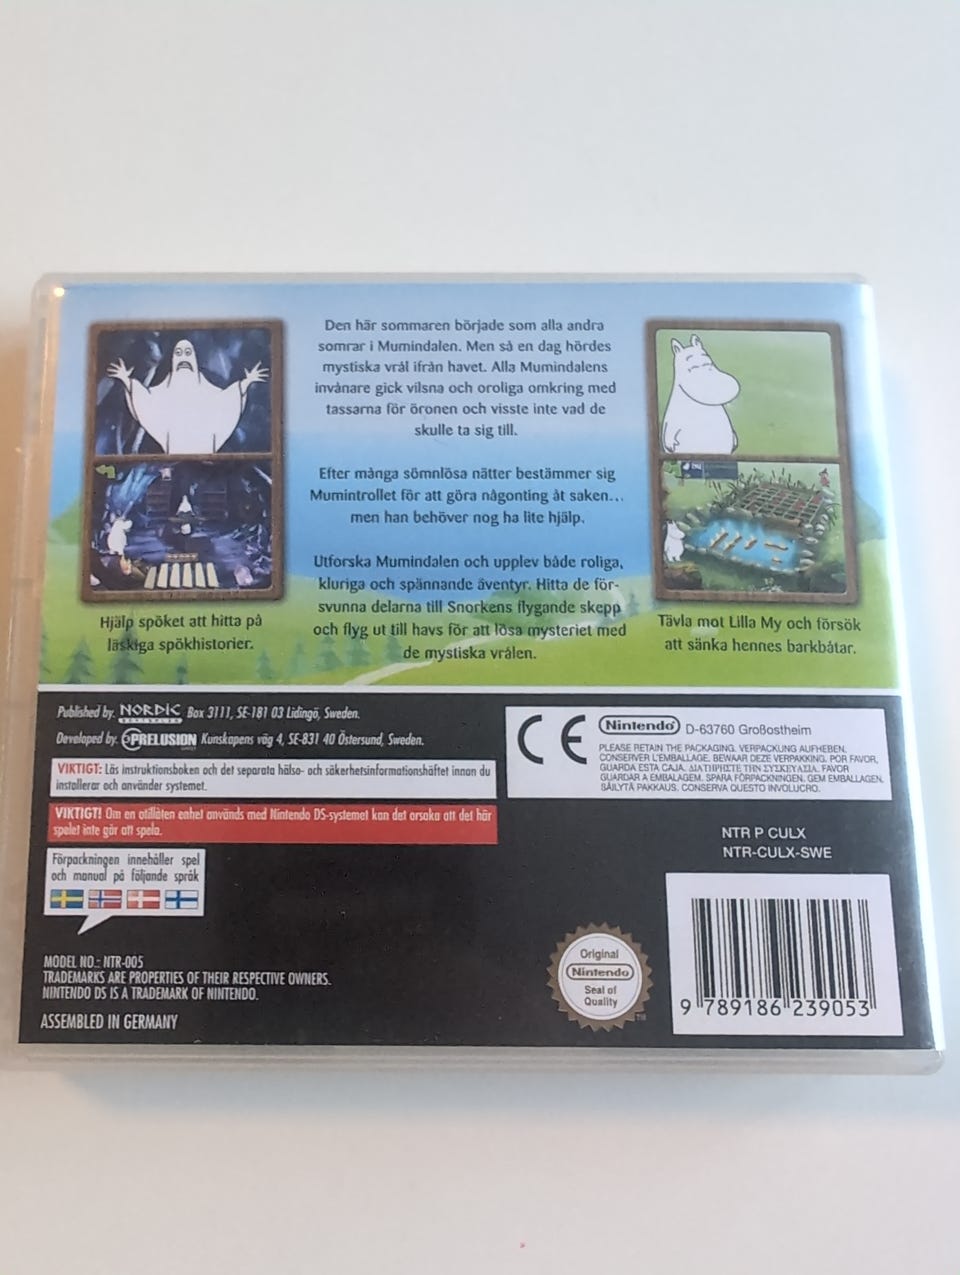 Den här sommaren började som alla andra
somrar i Mumindalen. Men så en dag hördes
mystiska vrål ifrån havet. Alla Mumindalens
invånare gick vilsna och oroliga omkring med
tassarna för öronen och visste inte vad de
skulle ta sig till.
Efter många sömnlösa nätter bestämmer sig
Mumintrollet för att göra någonting åt saken...
men han behöver nog ha lite hjälp.
Utforska Mumindalen och upplev både roliga,
kluriga och spännande äventyr. Hitta de för-
svunna delarna till Snorkens flygande skepp
och flyg ut till havs för att lösa mysteriet med
de mystiska vrålen.
Hjälp spöket att hitta på
läskiga spökhistorier.
Tävla mot Lilla My och försök
att sänka hennes barkbåtar.
Published by: NORDIC Box 3111, SE-181 03 Lidingö, Sweden.
Developed by: PRELUSION Kunskapens väg 4, SE-831 40 Östersund, Sweden.
VIKTIGT: Läs instruktionsboken och det separata hälso- och säkerhetsinformationshäftet innan du
installerar och använder systemet.
VIKTIGT! Om en otillåten enhet används med Nintendo DS-systemet kan det orsaka att det här
spelet inte går att spela.
Förpackningen innehåller spel
och manual på följande språk
MODEL NO.: NTR-005
TRADEMARKS ARE PROPERTIES OF THEIR RESPECTIVE OWNERS.
NINTENDO DS IS A TRADEMARK OF NINTENDO.
ASSEMBLED IN GERMANY
CE Nintendo D-63760 Großostheim
PLEASE RETAIN THE PACKAGING. VERPACKUNG AUFHEBEN.
CONSERVER L'EMBALLAGE. BEWAAR DEZE VERPAKKING. POR FAVOR,
GUARDA ESTA CAJA. ΔΙΑΤΗΡΗΣΤΕ ΤΗΝ ΣΥΣΚΕΥΑΣΙΑ. FAVOR
GUARDAR A EMBALAGEM. SPARA FÖRPACKNINGEN. GEM EMBALLAGEN.
SÄILYTÄ PAKKAUS. CONSERVA QUESTO INVOLUCRO.
NTR P CULX
NTR-CULX-SWE
Original
Nintendo
Seal of
Quality
9 789186 239053